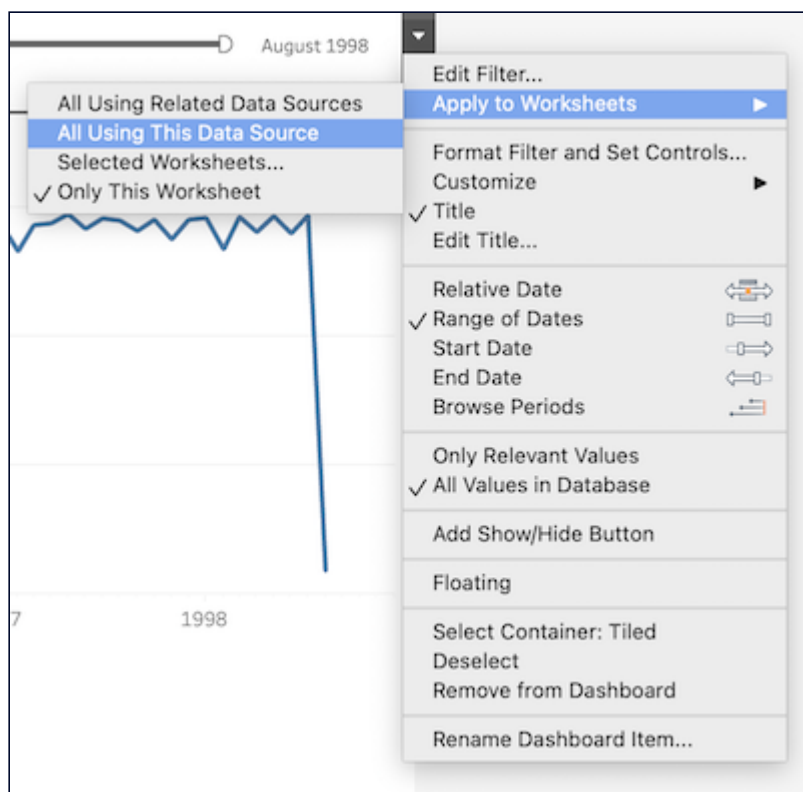 August 1998
Edit Filter...
Apply to Worksheets
All Using Related Data Sources
All Using This Data Source
Selected Worksheets...
Only This Worksheet
Format Filter and Set Controls...
Customize
Title
Edit Title...
Relative Date
Range of Dates
Start Date
End Date
Browse Periods
Only Relevant Values
All Values in Database
Add Show/Hide Button
Floating
Select Container: Tiled
Deselect
Remove from Dashboard
Rename Dashboard Item...
7
1998